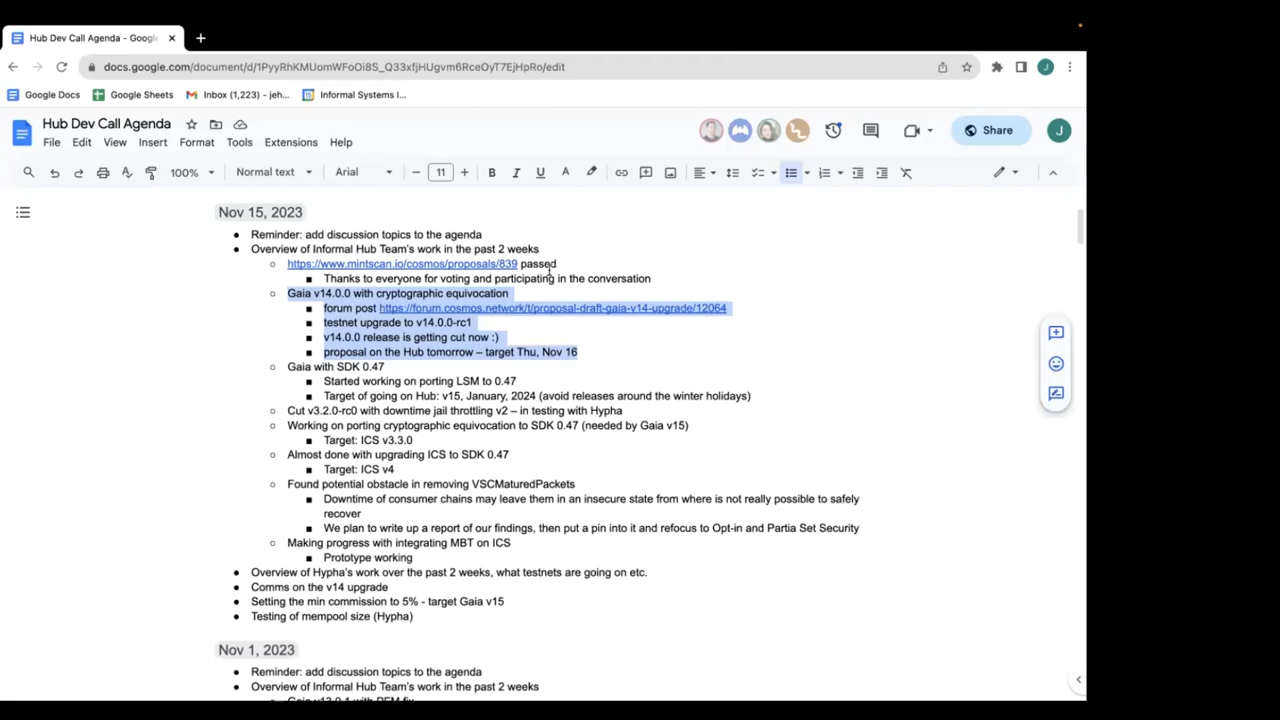 Hub Dev Call Agenda - Google
docs.google.com/document/d/1PyyRhKMUomWFoOi8S_Q33xfjHUgvm6RceOyT7EjHpRo/edit
Google Docs Google Sheets Inbox (1,223) - jeh... Informal Systems I...
Hub Dev Call Agenda
File Edit View Insert Format Tools Extensions Help
Share J
100% Normal text Arial 11
Nov 15, 2023
Reminder: add discussion topics to the agenda
Overview of Informal Hub Team's work in the past 2 weeks
https://www.mintscan.io/cosmos/proposals/839 passed
Thanks to everyone for voting and participating in the conversation
Gaia v14.0.0 with cryptographic equivocation
forum post https://forum.cosmos.network/t/proposal-draft-gaia-v14-upgrade/12064
testnet upgrade to v14.0.0-rc1
v14.0.0 release is getting cut now :)
proposal on the Hub tomorrow – target Thu, Nov 16
Gaia with SDK 0.47
Started working on porting LSM to 0.47
Target of going on Hub: v15, January, 2024 (avoid releases around the winter holidays)
Cut v3.2.0-rc0 with downtime jail throttling v2 – in testing with Hypha
Working on porting cryptographic equivocation to SDK 0.47 (needed by Gaia v15)
Target: ICS v3.3.0
Almost done with upgrading ICS to SDK 0.47
Target: ICS v4
Found potential obstacle in removing VSCMaturedPackets
Downtime of consumer chains may leave them in an insecure state from where is not really possible to safely
recover
We plan to write up a report of our findings, then put a pin into it and refocus to Opt-in and Partia Set Security
Making progress with integrating MBT on ICS
Prototype working
Overview of Hypha's work over the past 2 weeks, what testnets are going on etc.
Comms on the v14 upgrade
Setting the min commission to 5% - target Gaia v15
Testing of mempool size (Hypha)
Nov 1, 2023
Reminder: add discussion topics to the agenda
Overview of Informal Hub Team's work in the past 2 weeks